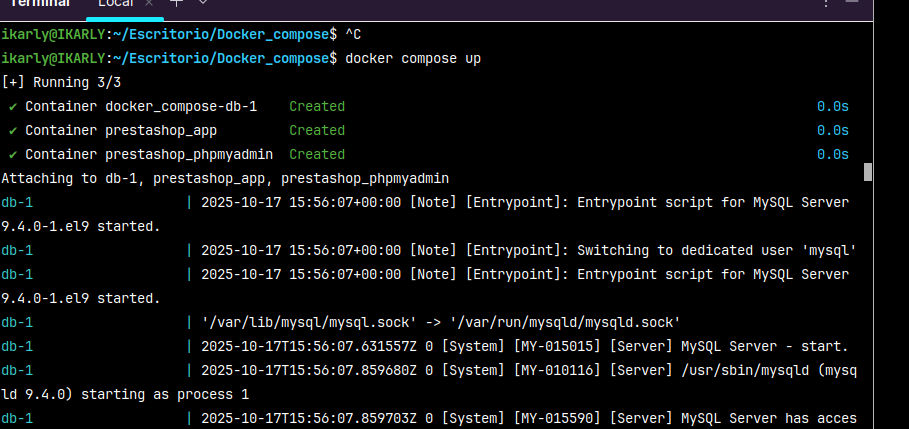 Terminal Local × +
ikarly@IKARLY:~/Escritorio/Docker_compose$ ^C
ikarly@IKARLY:~/Escritorio/Docker_compose$ docker compose up
[+] Running 3/3
✔ Container docker_compose-db-1 Created 0.0s
✔ Container prestashop_app Created 0.0s
✔ Container prestashop_phpmyadmin Created 0.0s
Attaching to db-1, prestashop_app, prestashop_phpmyadmin
db-1 | 2025-10-17 15:56:07+00:00 [Note] [Entrypoint]: Entrypoint script for MySQL Server
9.4.0-1.el9 started.
db-1 | 2025-10-17 15:56:07+00:00 [Note] [Entrypoint]: Switching to dedicated user 'mysql'
db-1 | 2025-10-17 15:56:07+00:00 [Note] [Entrypoint]: Entrypoint script for MySQL Server
9.4.0-1.el9 started.
db-1 | '/var/lib/mysql/mysql.sock' -> '/var/run/mysqld/mysqld.sock'
db-1 | 2025-10-17T15:56:07.631557Z 0 [System] [MY-015015] [Server] MySQL Server - start.
db-1 | 2025-10-17T15:56:07.859680Z 0 [System] [MY-010116] [Server] /usr/sbin/mysqld (mysq
ld 9.4.0) starting as process 1
db-1 | 2025-10-17T15:56:07.859703Z 0 [System] [MY-015590] [Server] MySQL Server has acces